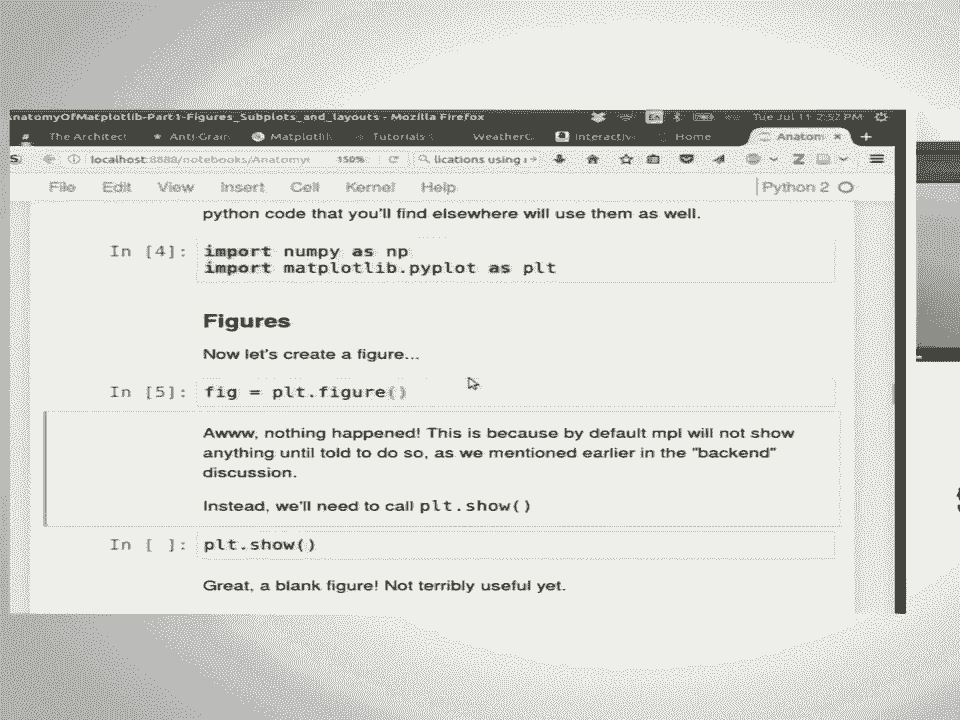 AnatomyOfMatplotlib-Part1-Figures_Subplots_and_layouts - Mozilla Firefox En Tue Jul 11 2:52 PM
The Architect Anti-Grain Matplotlib Tutorials WeatherC Interactiv Home Anatom
localhost:8888/notebooks/Anatomy 150% lications using
File Edit View Insert Cell Kernel Help Python 2
python code that you'll find elsewhere will use them as well.
In [4]: import numpy as np
import matplotlib.pyplot as plt
Figures
Now let's create a figure...
In [5]: fig = plt.figure()
Awww, nothing happened! This is because by default mpl will not show
anything until told to do so, as we mentioned earlier in the "backend"
discussion.
Instead, we'll need to call plt.show()
In [ ]: plt.show()
Great, a blank figure! Not terribly useful yet.